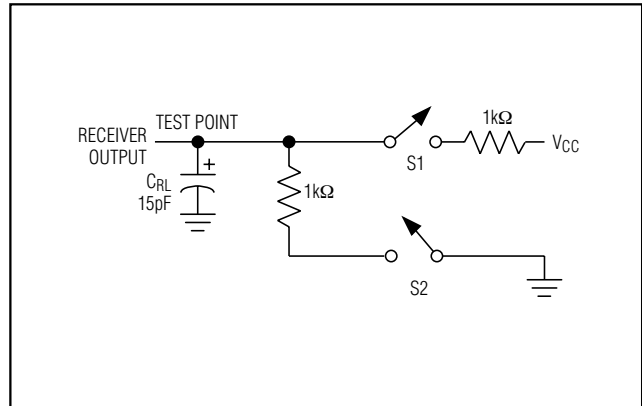 TEST POINT
RECEIVER
OUTPUT
+
CRL
15pF
1kΩ
S1
1kΩ
VCC
S2